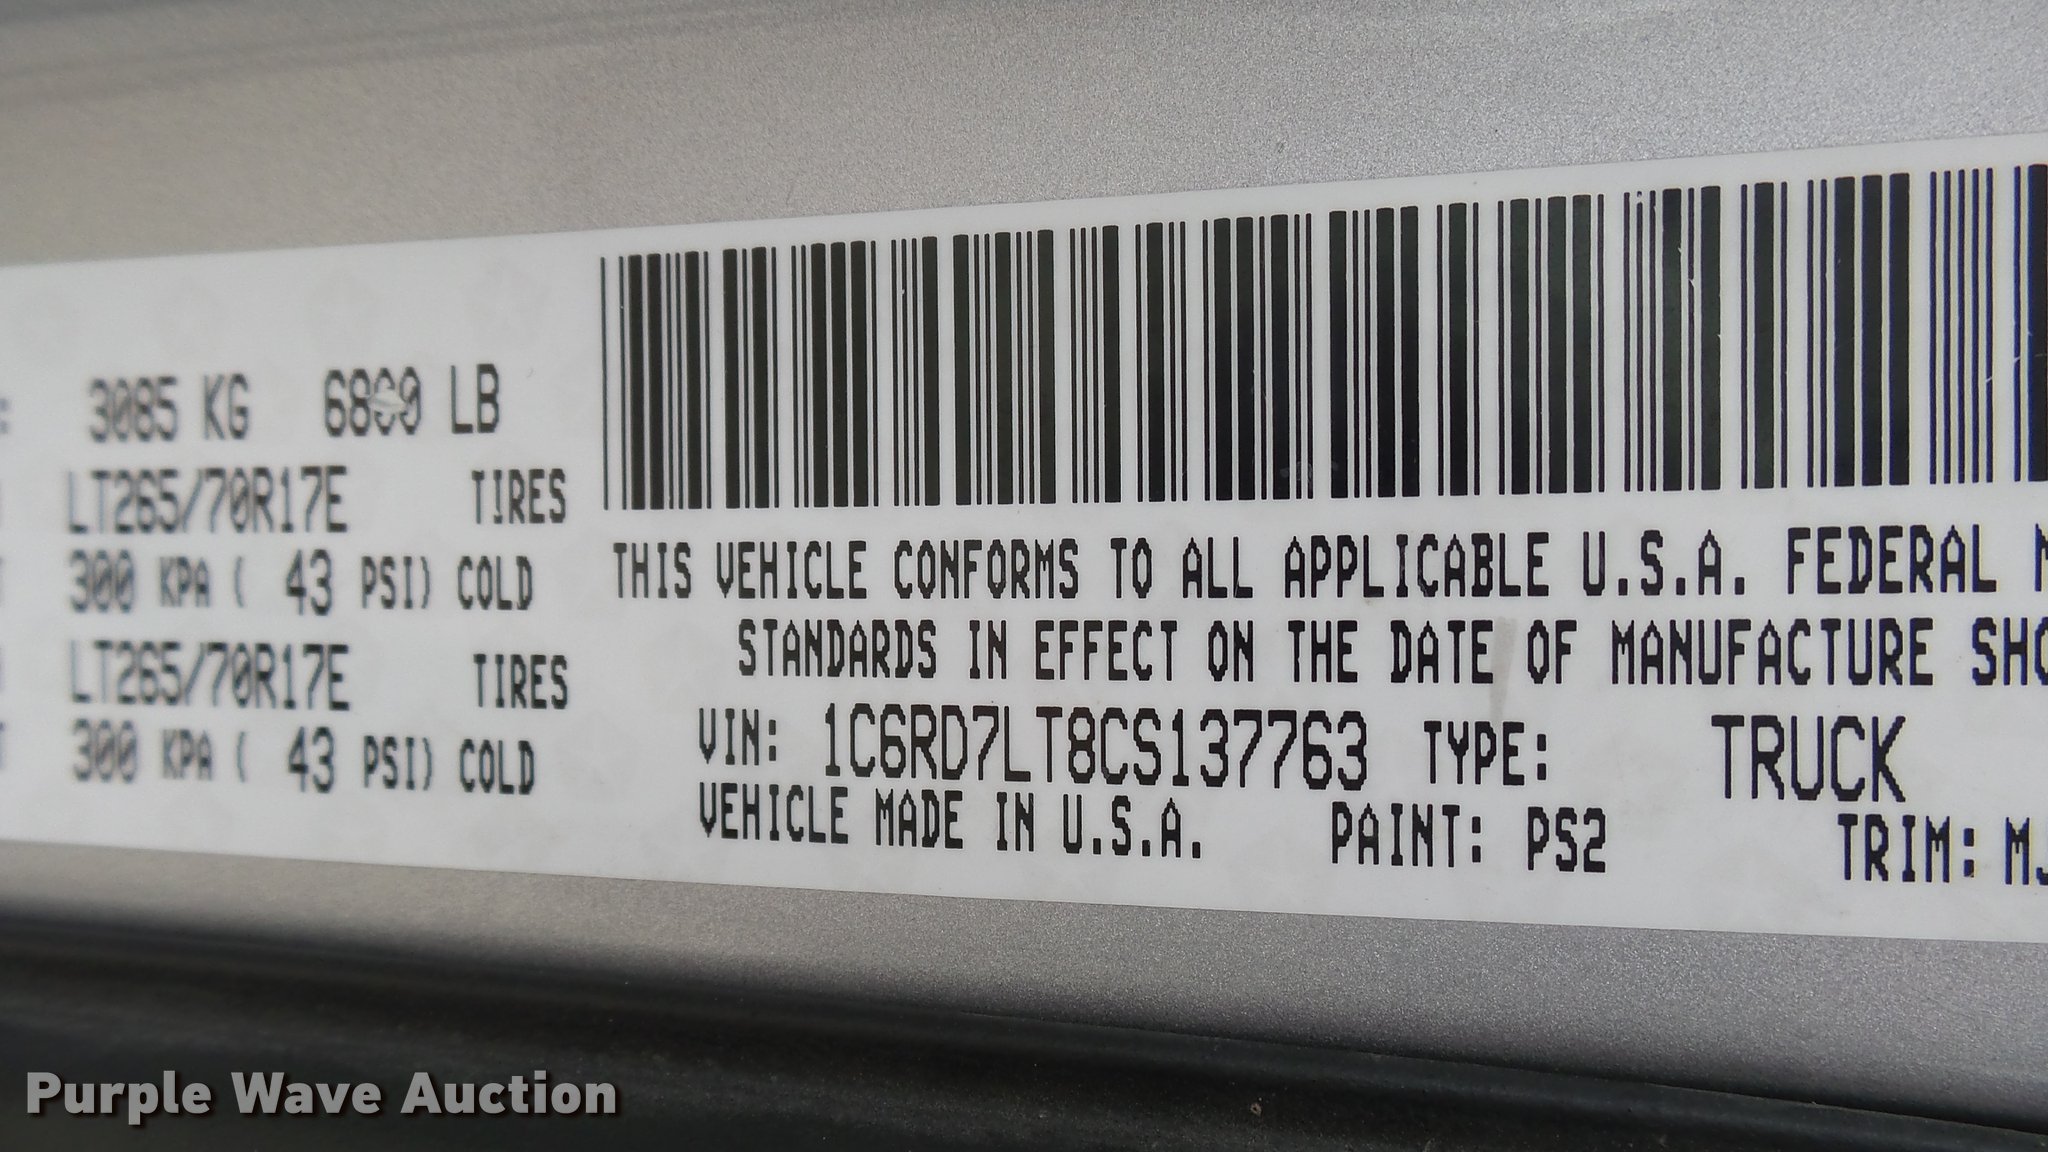 3085 KG 6800 LB
LT265/70R17E TIRES
300 KPA ( 43 PSI) COLD
LT265/70R17E TIRES
300 KPA ( 43 PSI) COLD
THIS VEHICLE CONFORMS TO ALL APPLICABLE U.S.A. FEDERAL
STANDARDS IN EFFECT ON THE DATE OF MANUFACTURE
VIN: 1C6RD7LT8CS137763 TYPE: TRUCK
VEHICLE MADE IN U.S.A. PAINT: PS2 TRIM:
Purple Wave Auction